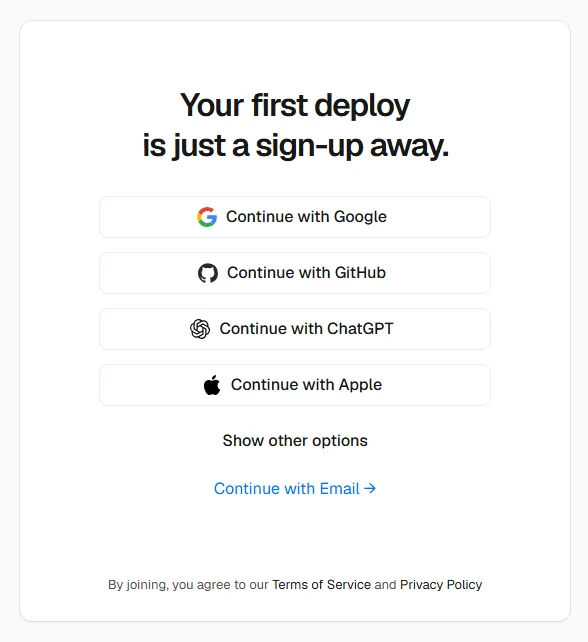 Your first deploy
is just a sign-up away.
Continue with Google
Continue with GitHub
Continue with ChatGPT
Continue with Apple
Show other options
Continue with Email →
By joining, you agree to our Terms of Service and Privacy Policy